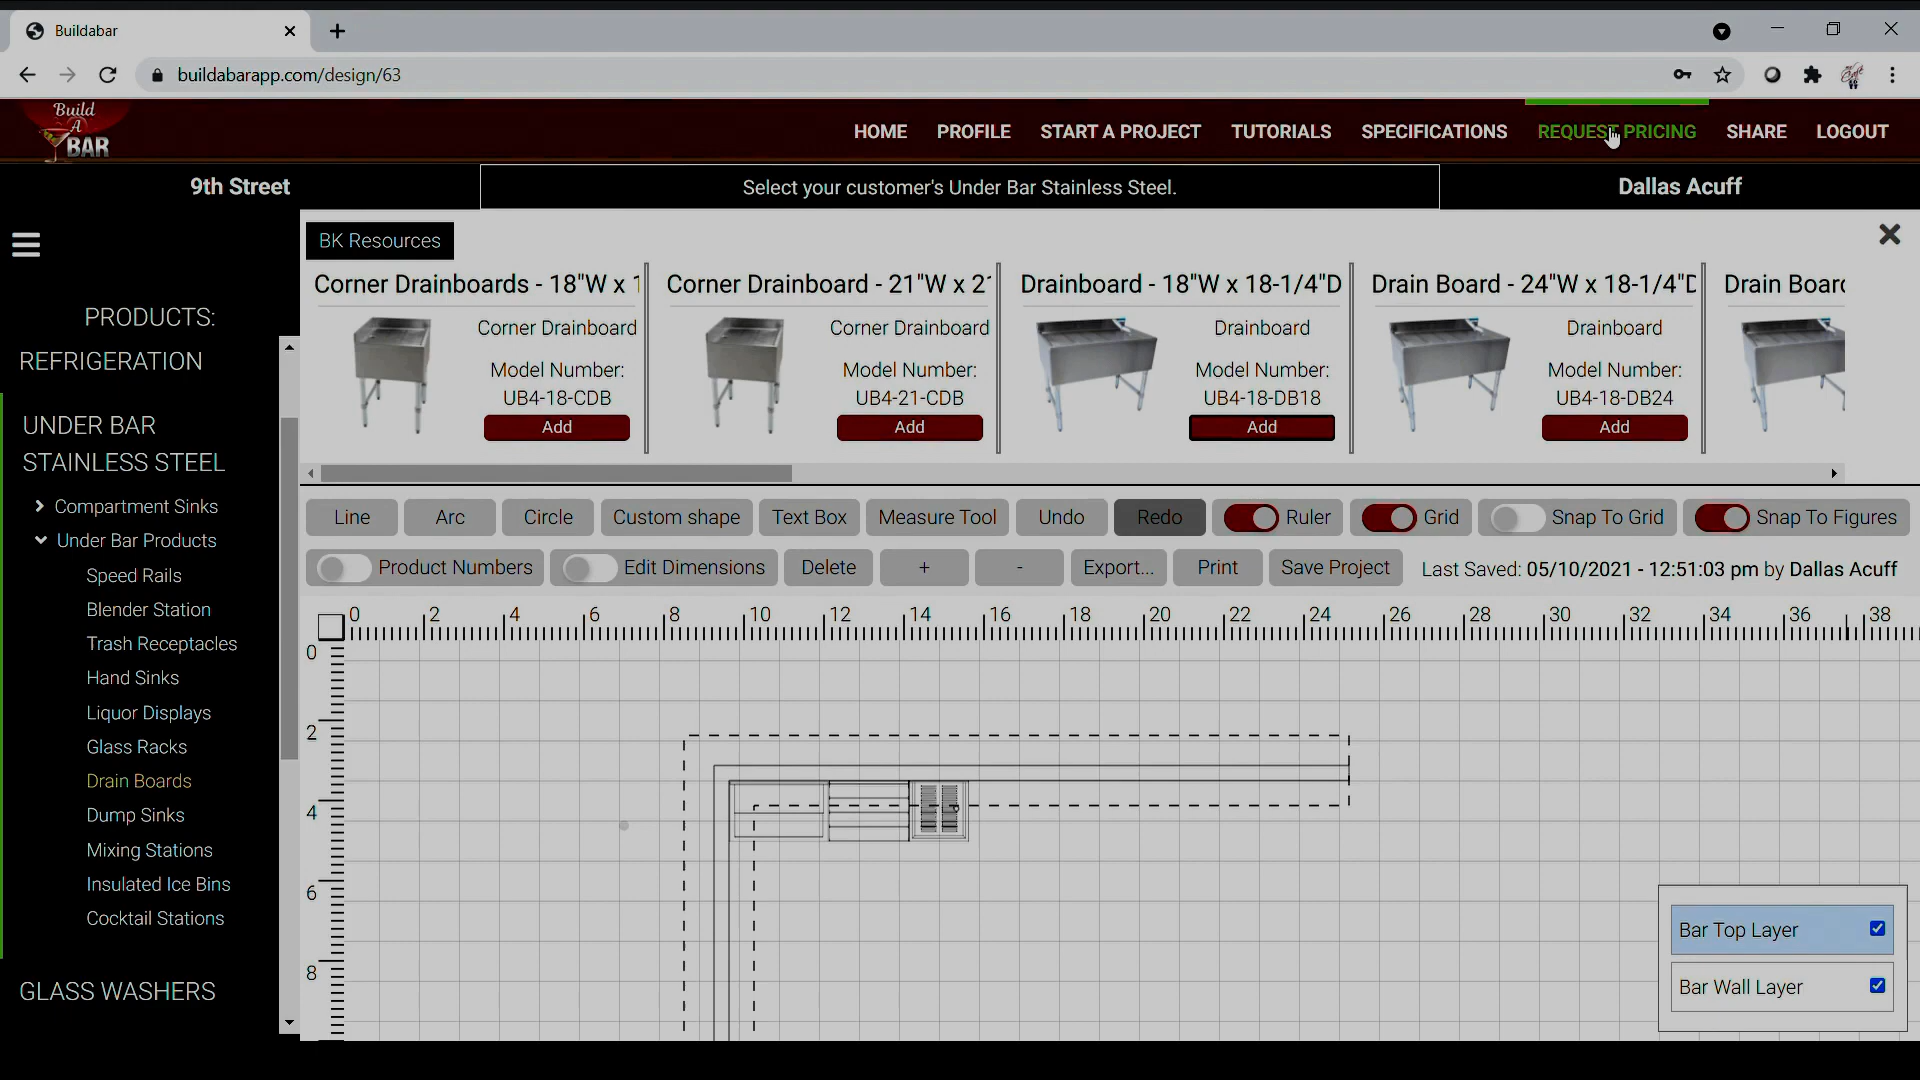 Buildabar
buildabarapp.com/design/63
Build
A
BAR
HOME PROFILE START A PROJECT TUTORIALS SPECIFICATIONS REQUEST PRICING SHARE LOGOUT
9th Street
Select your customer's Under Bar Stainless Steel.
Dallas Acuff
BK Resources
Corner Drainboards - 18"W x 1
Corner Drainboard
Model Number:
UB4-18-CDB
Add
Corner Drainboard - 21"W x 2
Corner Drainboard
Model Number:
UB4-21-CDB
Add
Drainboard - 18"W x 18-1/4"D
Drainboard
Model Number:
UB4-18-DB18
Add
Drain Board - 24"W x 18-1/4"D
Drainboard
Model Number:
UB4-18-DB24
Add
Drain Board
PRODUCTS:
REFRIGERATION
UNDER BAR
STAINLESS STEEL
Compartment Sinks
Under Bar Products
Speed Rails
Blender Station
Trash Receptacles
Hand Sinks
Liquor Displays
Glass Racks
Drain Boards
Dump Sinks
Mixing Stations
Insulated Ice Bins
Cocktail Stations
GLASS WASHERS
Line Arc Circle Custom shape Text Box Measure Tool Undo Redo Ruler Grid Snap To Grid Snap To Figures
Product Numbers Edit Dimensions Delete + - Export... Print Save Project Last Saved: 05/10/2021 - 12:51:03 pm by Dallas Acuff
0 2 4 6 8 10 12 14 16 18 20 22 24 26 28 30 32 34 36 38
0
2
4
6
8
Bar Top Layer
Bar Wall Layer